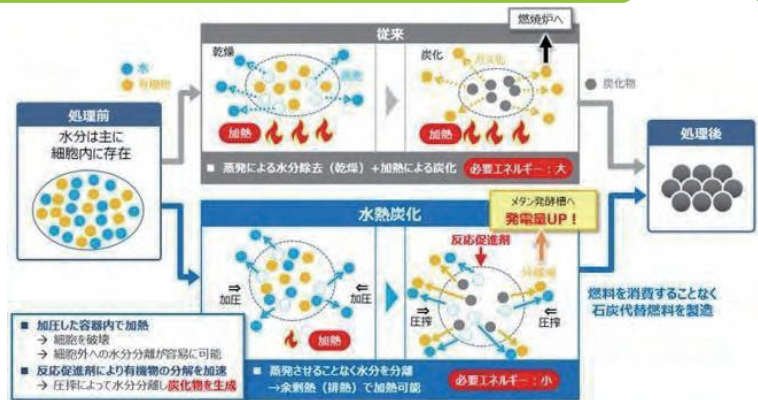 燃焼炉へ
従来
水
有機物
乾燥
蒸発
加熱
炭化
ガス化
加熱
炭化物
■ 蒸発による水分除去（乾燥）＋加熱による炭化
必要エネルギー：大
処理前
水分は主に
細胞内に存在
処理後
水熱炭化
メタン発酵槽へ
発電量UP！
⇒
加圧
⇐
加圧
加熱
反応促進剤
分離液
⇒
圧搾
⇐
圧搾
■ 蒸発させることなく水分を分離
→余剰熱（排熱）で加熱可能
必要エネルギー：小
燃料を消費することなく
石炭代替燃料を製造
■ 加圧した容器内で加熱
→ 細胞を破壊
→ 細胞外への水分分離が容易に可能
■ 反応促進剤により有機物の分解を加速
→ 圧搾によって水分分離し炭化物を生成